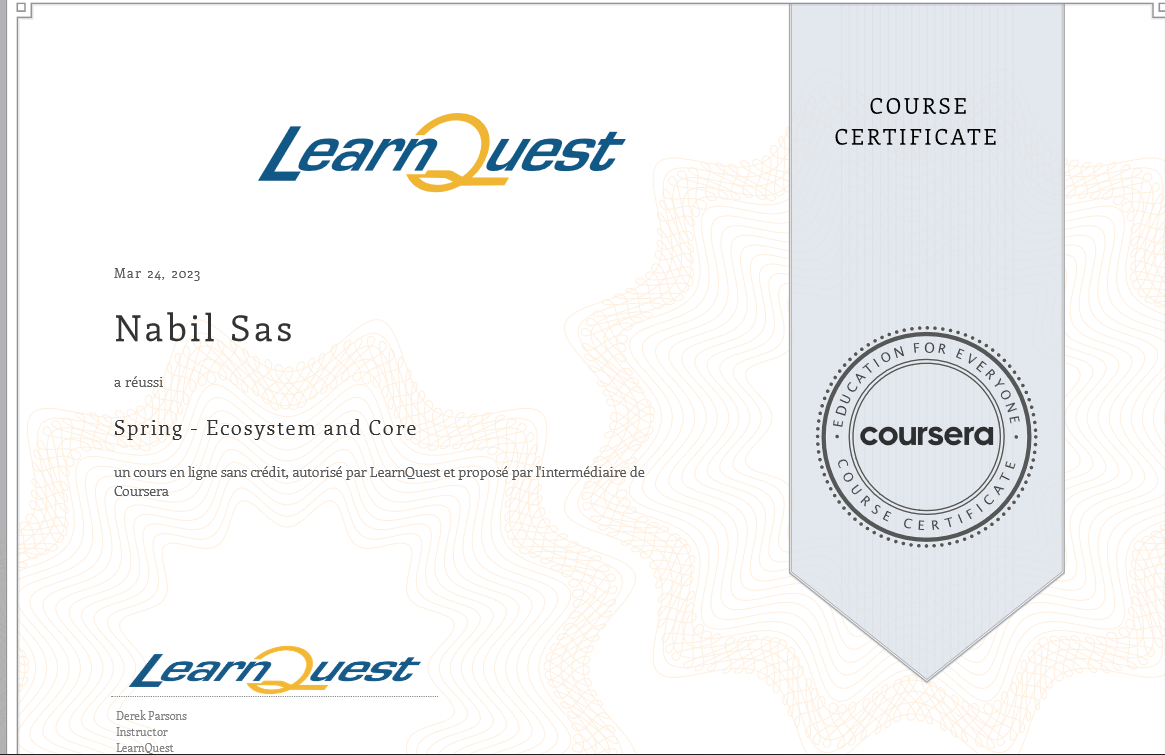 LearnQuest
COURSE
CERTIFICATE
Mar 24, 2023
Nabil Sas
a réussi
Spring - Ecosystem and Core
un cours en ligne sans crédit, autorisé par LearnQuest et proposé par l'intermédiaire de
Coursera
EDUCATION FOR EVERYONE
coursera
COURSE CERTIFICATE
LearnQuest
Derek Parsons
Instructor
LearnQuest